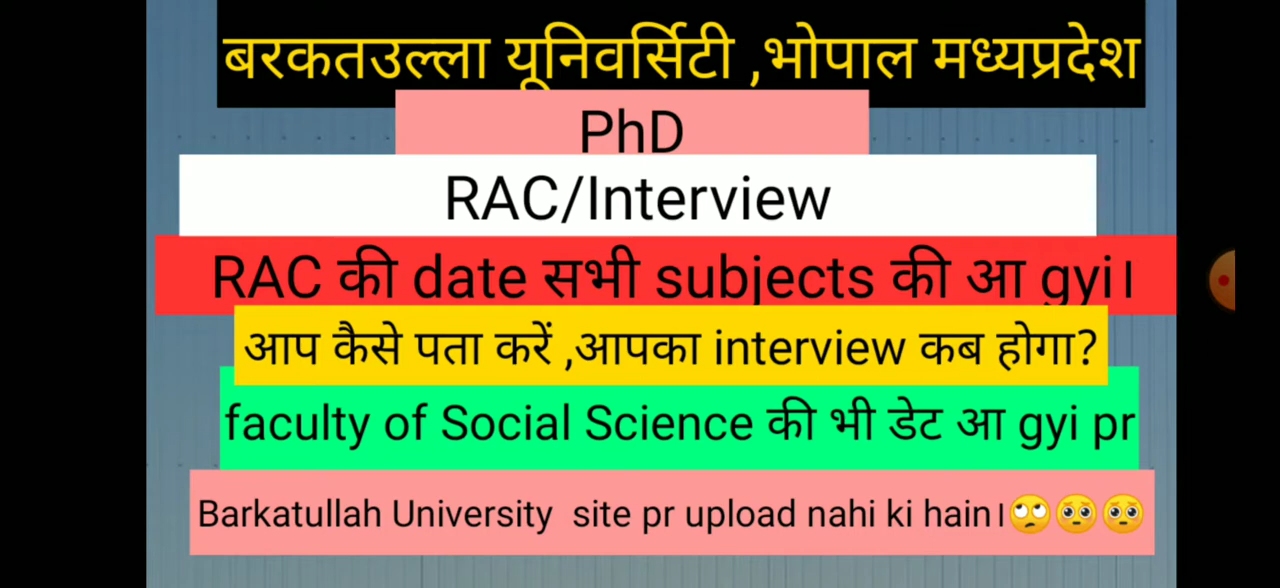 बरकतउल्ला यूनिवर्सिटी ,भोपाल मध्यप्रदेश
PhD
RAC/Interview
RAC की date सभी subjects की आ gyi।
आप कैसे पता करें ,आपका interview कब होगा?
faculty of Social Science की भी डेट आ gyi pr
Barkatullah University site pr upload nahi ki hain।🙄🥺🥺